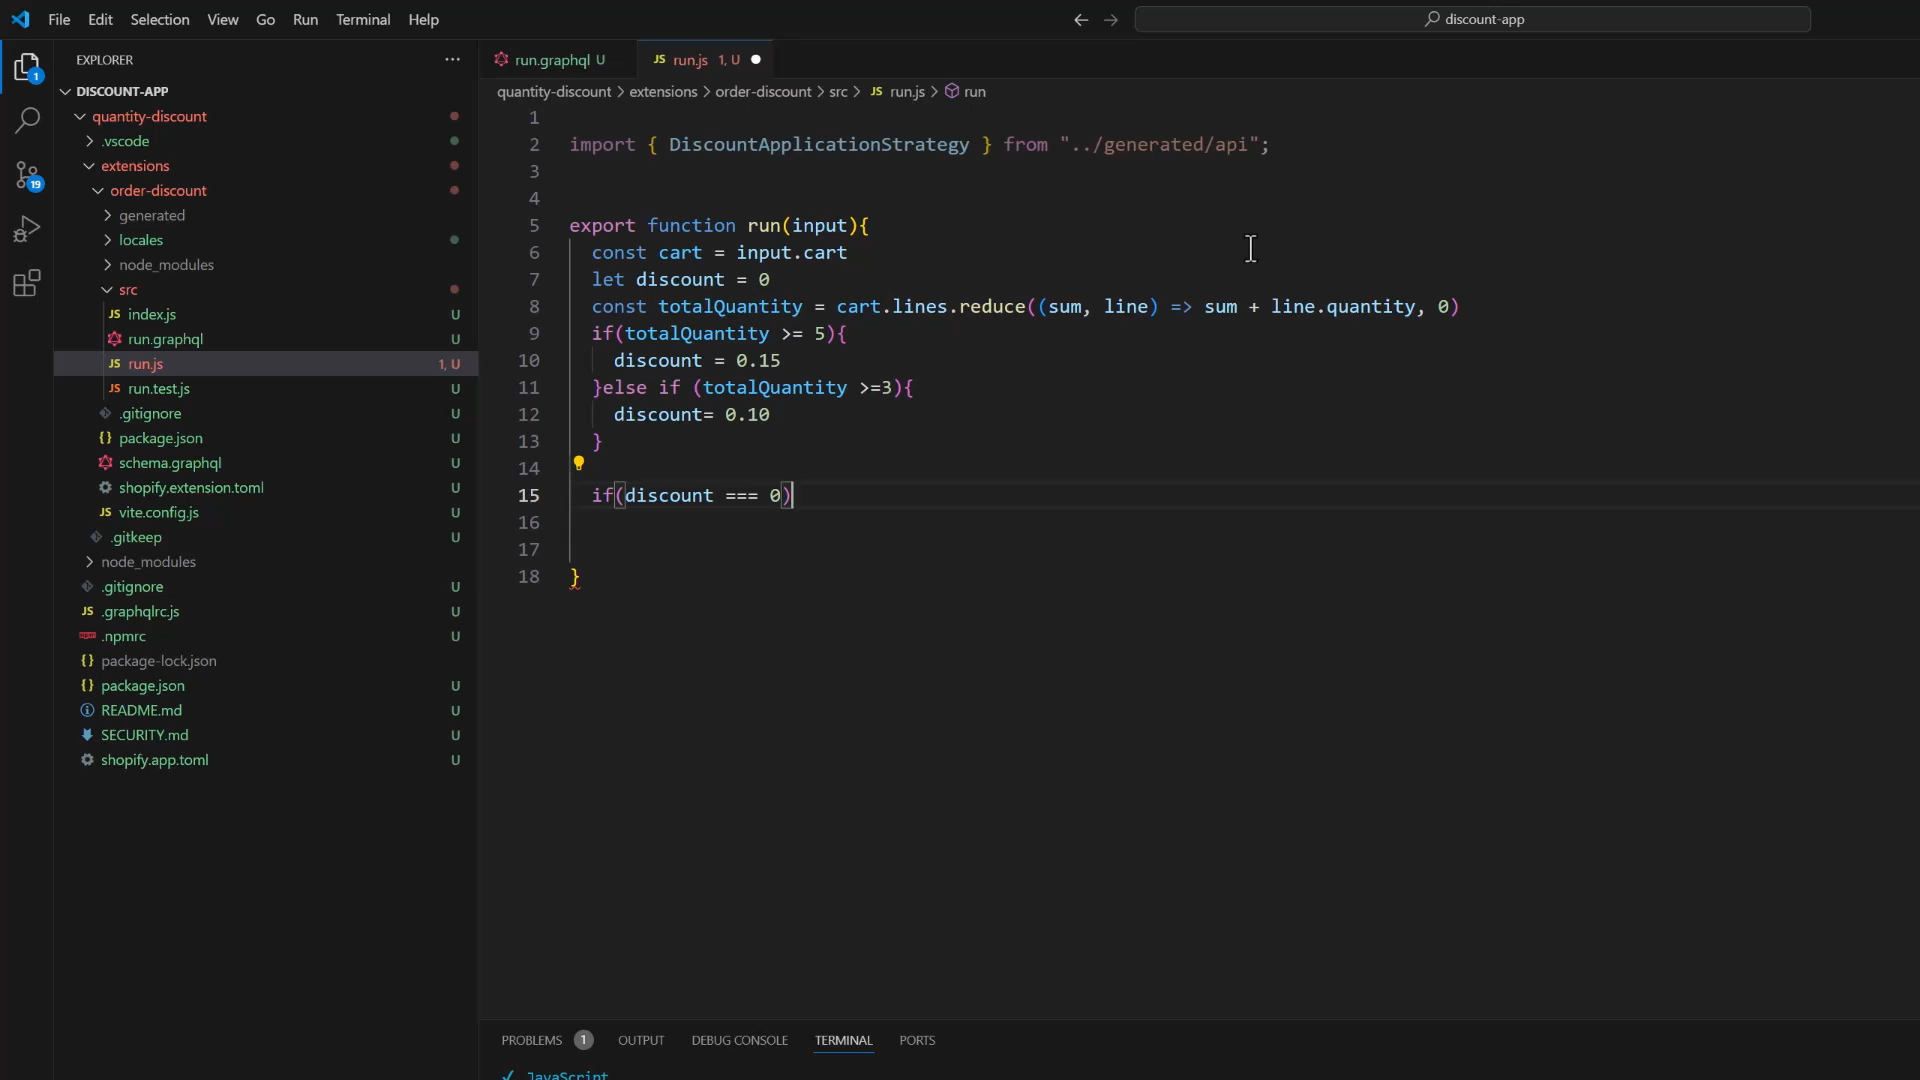 File Edit Selection View Go Run Terminal Help
discount-app
EXPLORER
DISCOUNT-APP
quantity-discount
.vscode
extensions
order-discount
generated
locales
node_modules
src
JS index.js U
run.graphql U
JS run.js 1, U
JS run.test.js U
.gitignore U
{} package.json U
schema.graphql U
shopify.extension.toml U
JS vite.config.js U
.gitkeep U
node_modules
.gitignore U
JS .graphqlrc.js U
.npmrc U
{} package-lock.json
{} package.json U
README.md U
SECURITY.md U
shopify.app.toml U
1
19
run.graphql U
JS run.js 1, U
quantity-discount > extensions > order-discount > src > JS run.js > run
1
2 import { DiscountApplicationStrategy } from "../generated/api";
3
4
5 export function run(input){
6 const cart = input.cart
7 let discount = 0
8 const totalQuantity = cart.lines.reduce((sum, line) => sum + line.quantity, 0)
9 if(totalQuantity >= 5){
10 discount = 0.15
11 }else if (totalQuantity >=3){
12 discount= 0.10
13 }
14
15 if(discount === 0)
16
17
18 }
PROBLEMS 1 OUTPUT DEBUG CONSOLE TERMINAL PORTS
✓ JavaScript